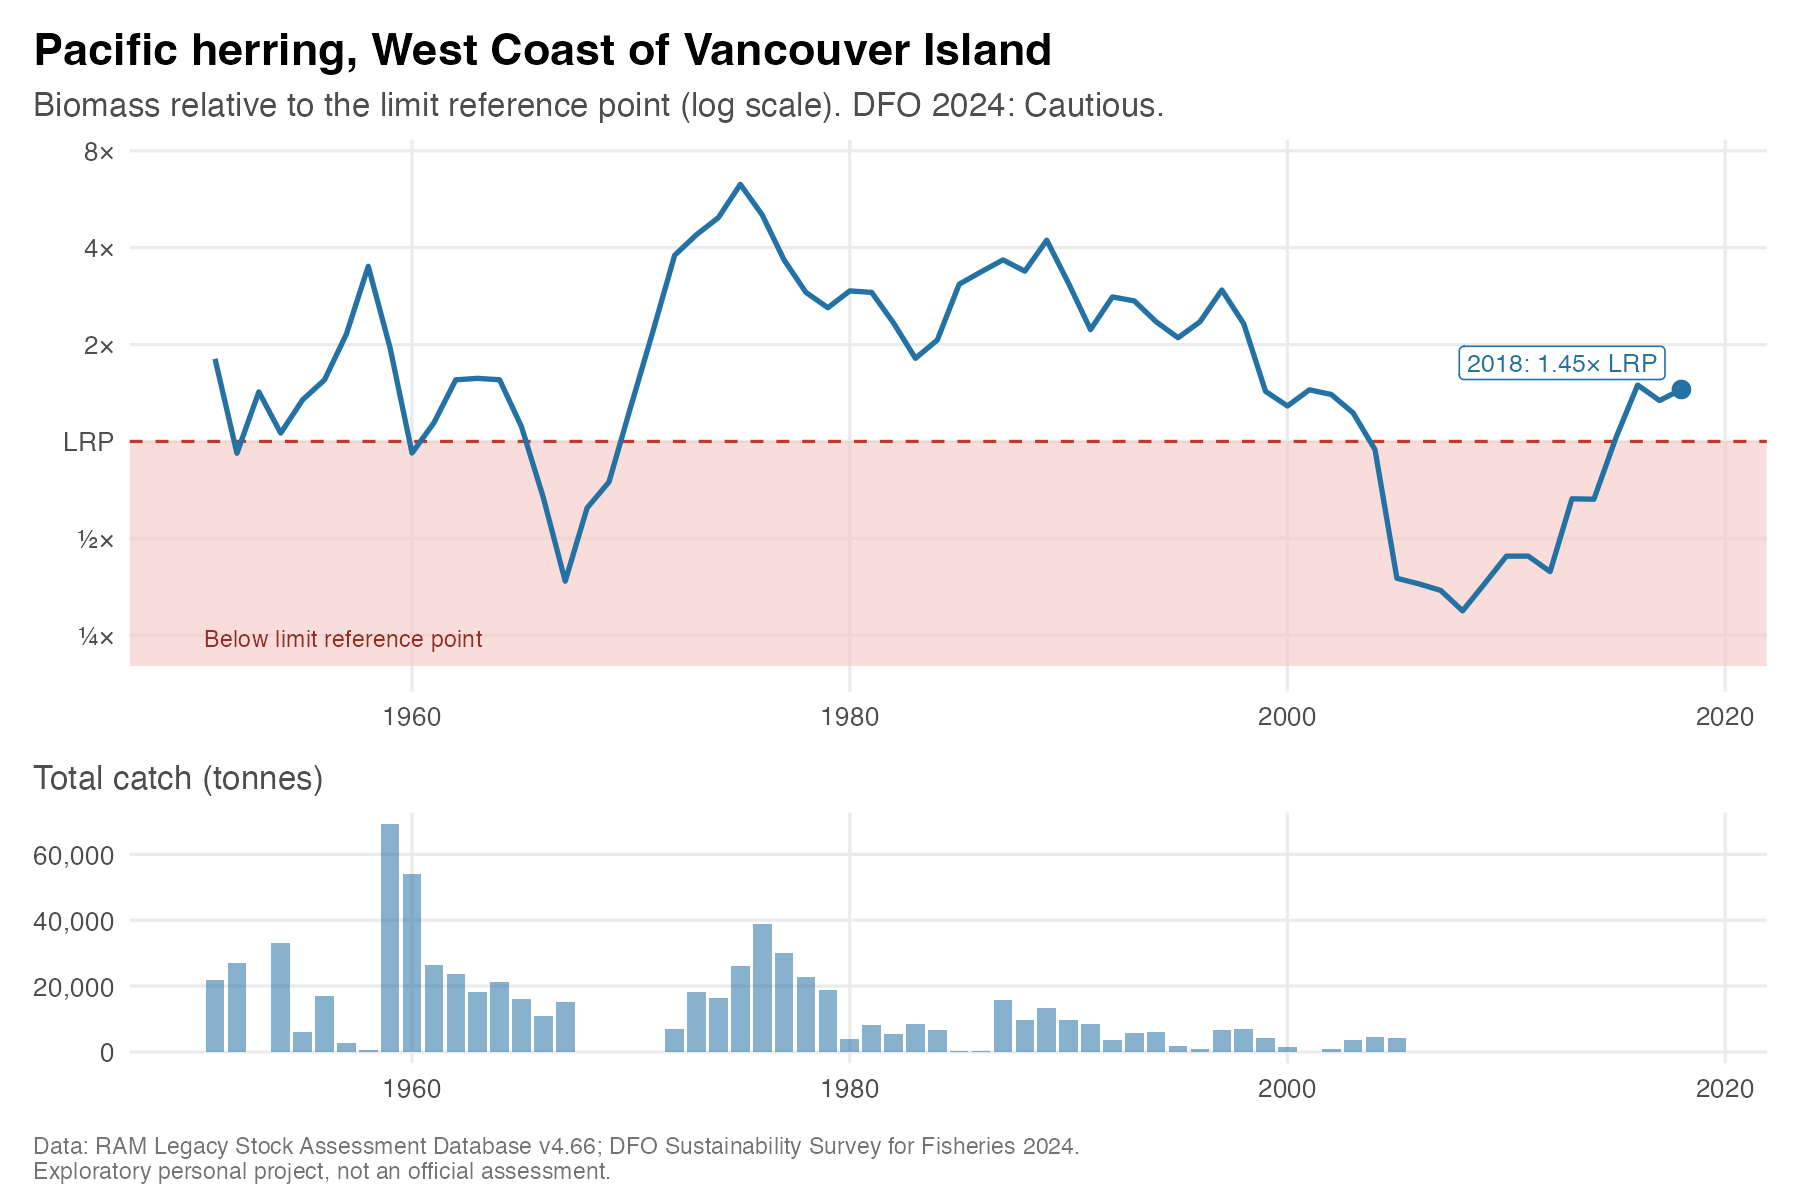 Pacific herring, West Coast of Vancouver Island
Biomass relative to the limit reference point (log scale). DFO 2024: Cautious.
8×
4×
2×
LRP
½×
¼×
2018: 1.45× LRP
Below limit reference point
1960 1980 2000 2020
Total catch (tonnes)
60,000
40,000
20,000
0
1960 1980 2000 2020
Data: RAM Legacy Stock Assessment Database v4.66; DFO Sustainability Survey for Fisheries 2024.
Exploratory personal project, not an official assessment.